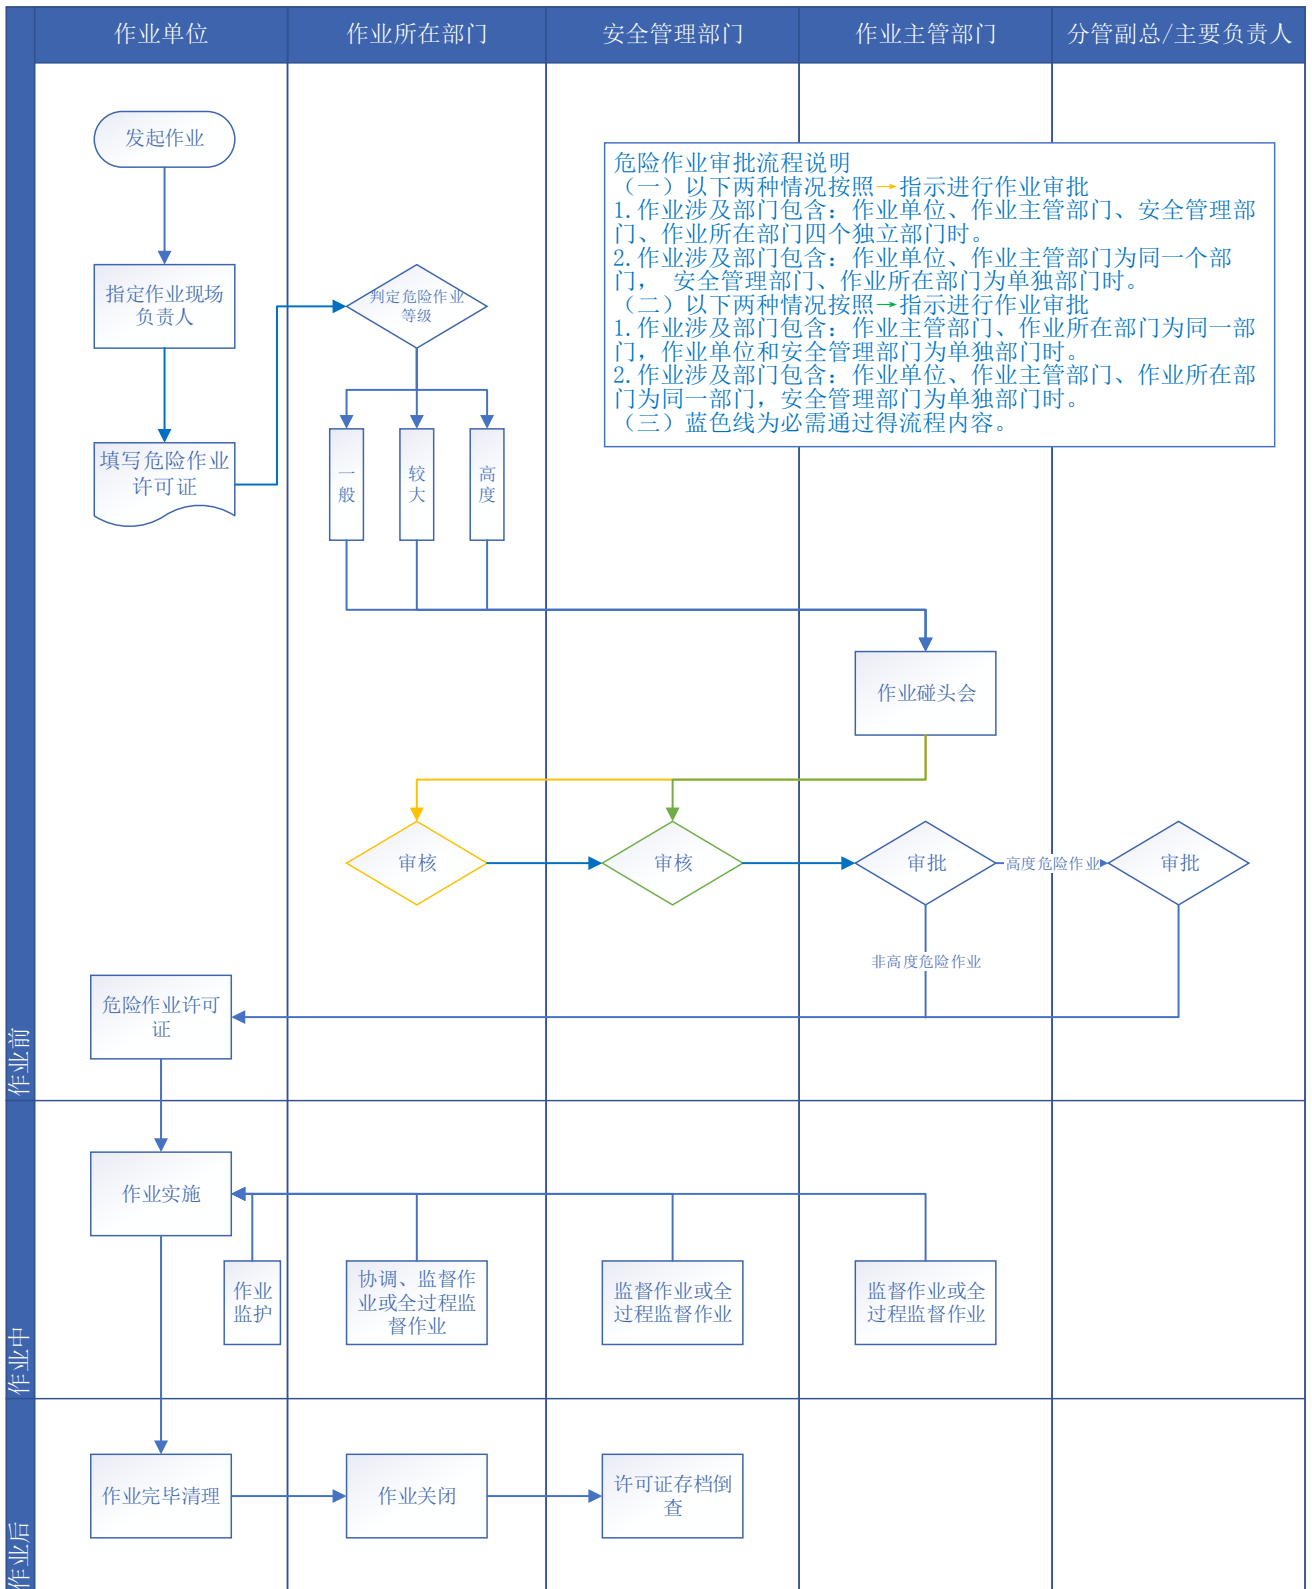 作业单位
作业所在部门
安全管理部门
作业主管部门
分管副总/主要负责人
发起作业
危险作业审批流程说明
（一）以下两种情况按照→指示进行作业审批
1.作业涉及部门包含：作业单位、作业主管部门、安全管理部
门、作业所在部门四个独立部门时。
2.作业涉及部门包含：作业单位、作业主管部门为同一个部
门， 安全管理部门、作业所在部门为单独部门时。
（二）以下两种情况按照→指示进行作业审批
1.作业涉及部门包含：作业主管部门、作业所在部门为同一部
门，作业单位和安全管理部门为单独部门时。
2.作业涉及部门包含：作业单位、作业主管部门、作业所在部
门为同一部门，安全管理部门为单独部门时。
（三）蓝色线为必需通过得流程内容。
指定作业现场
负责人
判定危险作业
等级
填写危险作业
许可证
一般
较大
高度
作业碰头会
审核
审核
审批
高度危险作业
审批
非高度危险作业
危险作业许可
证
作业前
作业实施
作业
监护
协调、监督作
业或全过程监
督作业
监督作业或全
过程监督作业
监督作业或全
过程监督作业
作业中
作业完毕清理
作业关闭
许可证存档倒
查
作业后